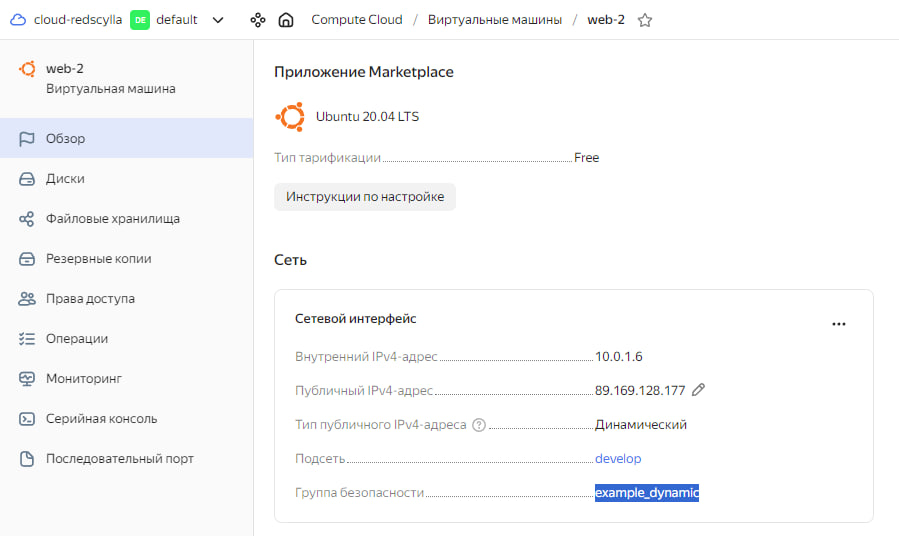 cloud-redscylla DE default Compute Cloud / Виртуальные машины / web-2
web-2
Виртуальная машина
Обзор
Диски
Файловые хранилища
Резервные копии
Права доступа
Операции
Мониторинг
Серийная консоль
Последовательный порт
Приложение Marketplace
Ubuntu 20.04 LTS
Тип тарификации Free
Инструкции по настройке
Сеть
Сетевой интерфейс
Внутренний IPv4-адрес 10.0.1.6
Публичный IPv4-адрес 89.169.128.177
Тип публичного IPv4-адреса ? Динамический
Подсеть develop
Группа безопасности example_dynamic